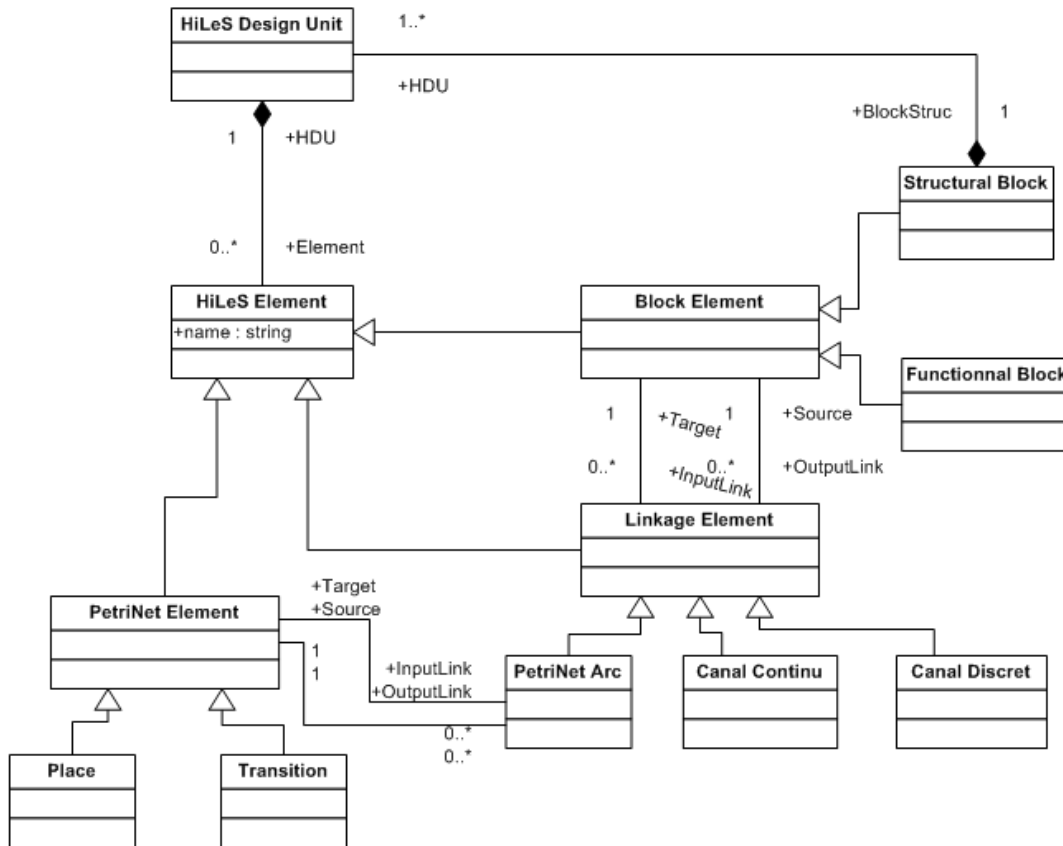 HiLeS Design Unit
1..*
+HDU
+BlockStruc 1
1 +HDU
Structural Block
0..* +Element
HiLeS Element
+name : string
Block Element
Functionnal Block
1 +Target 1 +Source
0..* +InputLink 0..* +OutputLink
Linkage Element
+Target
+Source
PetriNet Element
1
1
+InputLink
+OutputLink
PetriNet Arc
Canal Continu
Canal Discret
0..*
0..*
Place
Transition